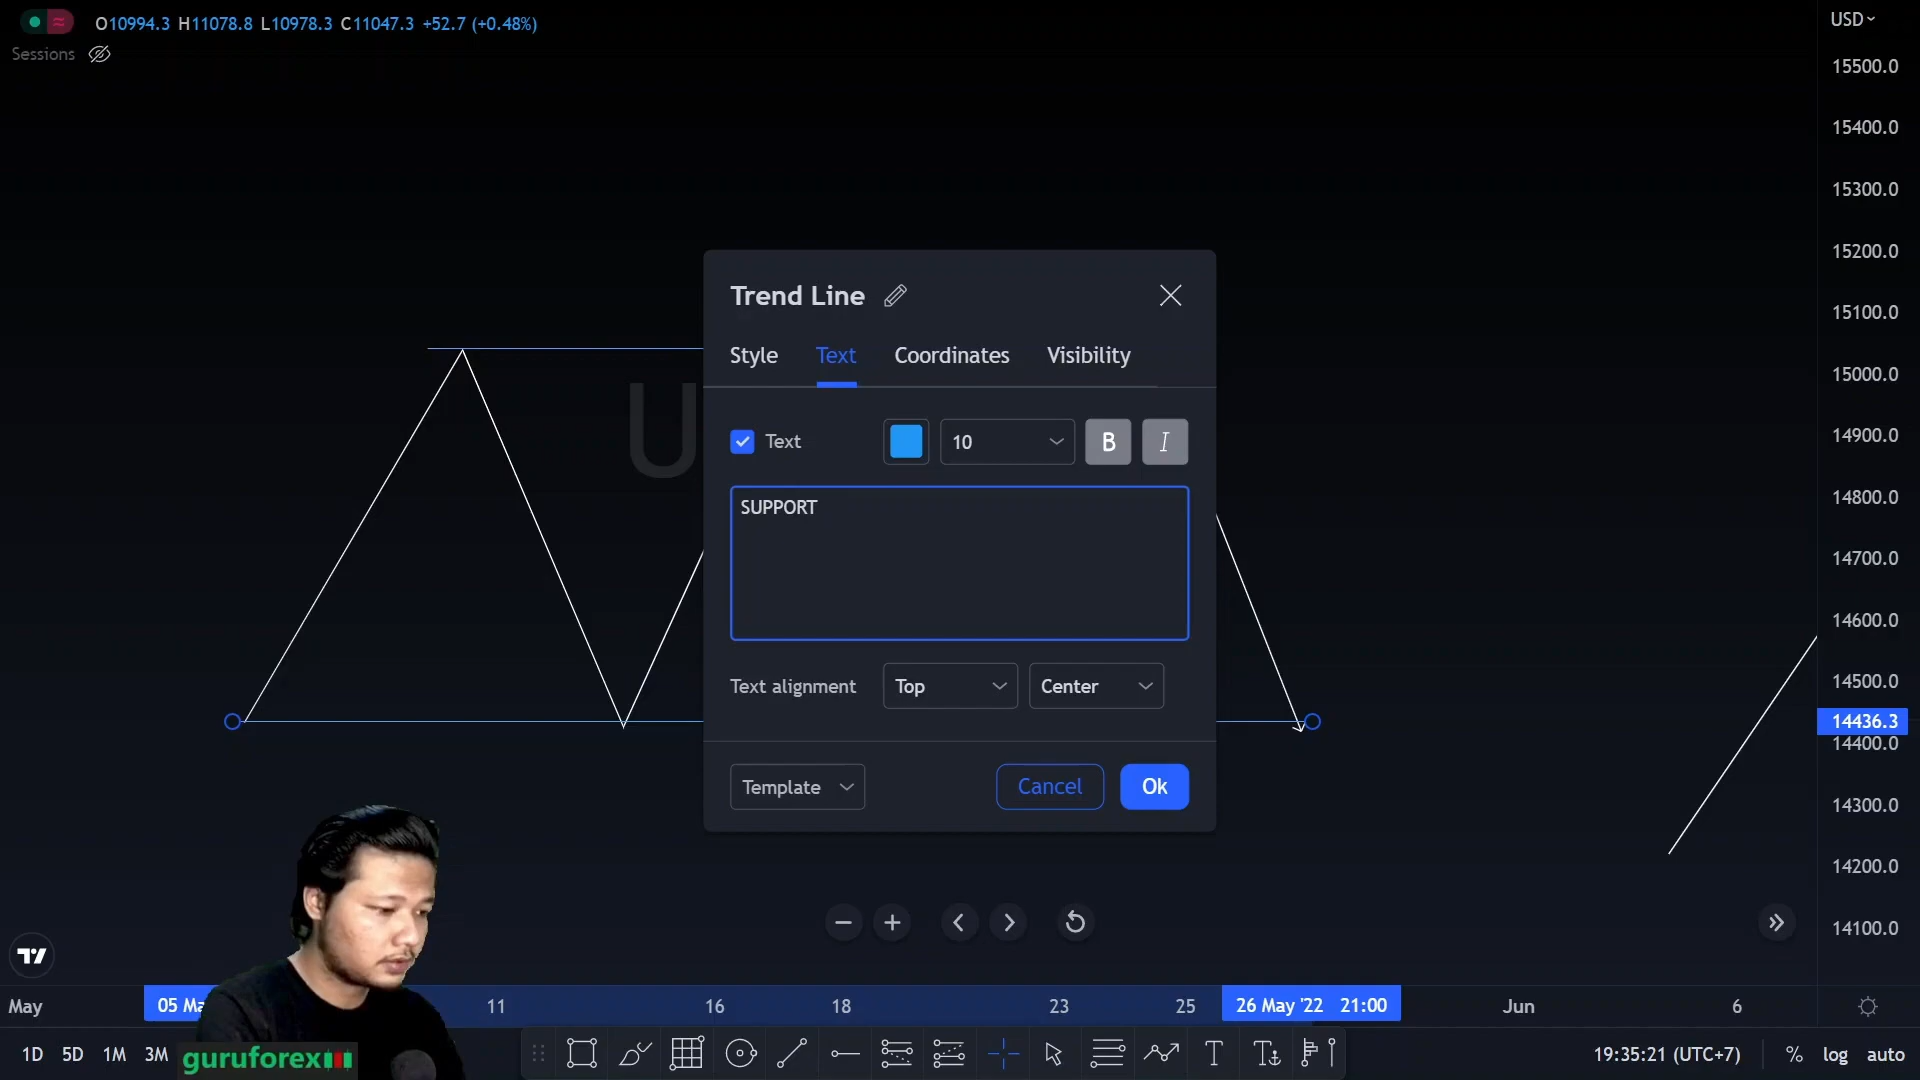 O10994.3 H11078.8 L10978.3 C11047.3 +52.7 (+0.48%)
USD
Sessions
15500.0
15400.0
15300.0
15200.0
15100.0
15000.0
14900.0
14800.0
14700.0
14600.0
14500.0
14436.3
14400.0
14300.0
14200.0
14100.0
U
Trend Line
Style Text Coordinates Visibility
Text 10 B I
SUPPORT
Text alignment Top Center
Template Cancel Ok
May 05 Ma 11 16 18 23 25 26 May '22 21:00 Jun 6
1D 5D 1M 3M 19:35:21 (UTC+7) % log auto
guruforex